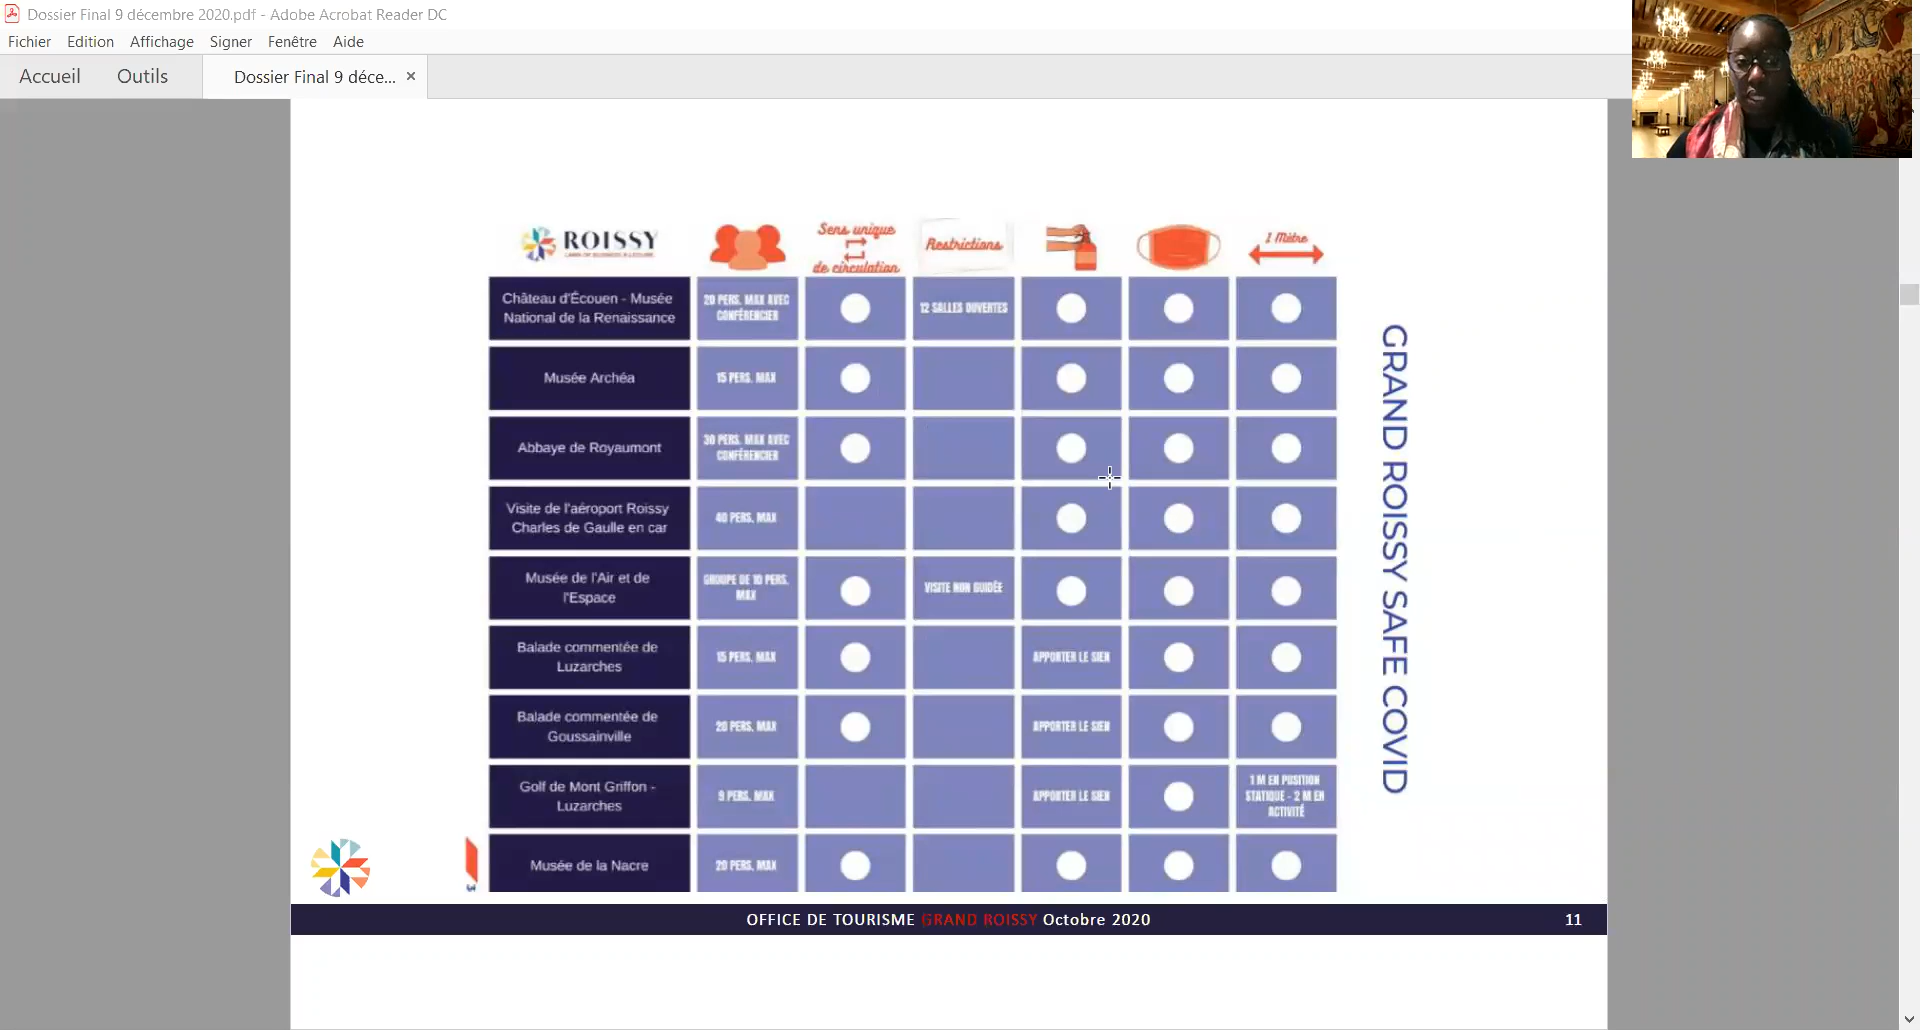 Dossier Final 9 décembre 2020.pdf - Adobe Acrobat Reader DC
Fichier Edition Affichage Signer Fenêtre Aide
Accueil Outils Dossier Final 9 déce... ×
ROISSY
Sens unique
de circulation
Restrictions
1 Mètre
Château d'Écouen - Musée
National de la Renaissance
20 PERS. MAX AVEC
CONFÉRENCIER
12 SALLES OUVERTES
Musée Archéa
15 PERS. MAX
Abbaye de Royaumont
30 PERS. MAX AVEC
CONFÉRENCIER
Visite de l'aéroport Roissy
Charles de Gaulle en car
40 PERS. MAX
Musée de l'Air et de
l'Espace
GROUPE DE 10 PERS.
MAX
VISITE NON GUIDÉE
Balade commentée de
Luzarches
15 PERS. MAX
APPORTER LE SIEN
Balade commentée de
Goussainville
20 PERS. MAX
APPORTER LE SIEN
Golf de Mont Griffon -
Luzarches
9 PERS. MAX
APPORTER LE SIEN
1 M EN POSITION
STATIQUE - 2 M EN
ACTIVITÉ
Musée de la Nacre
20 PERS. MAX
GRAND ROISSY SAFE COVID
OFFICE DE TOURISME GRAND ROISSY Octobre 2020
11